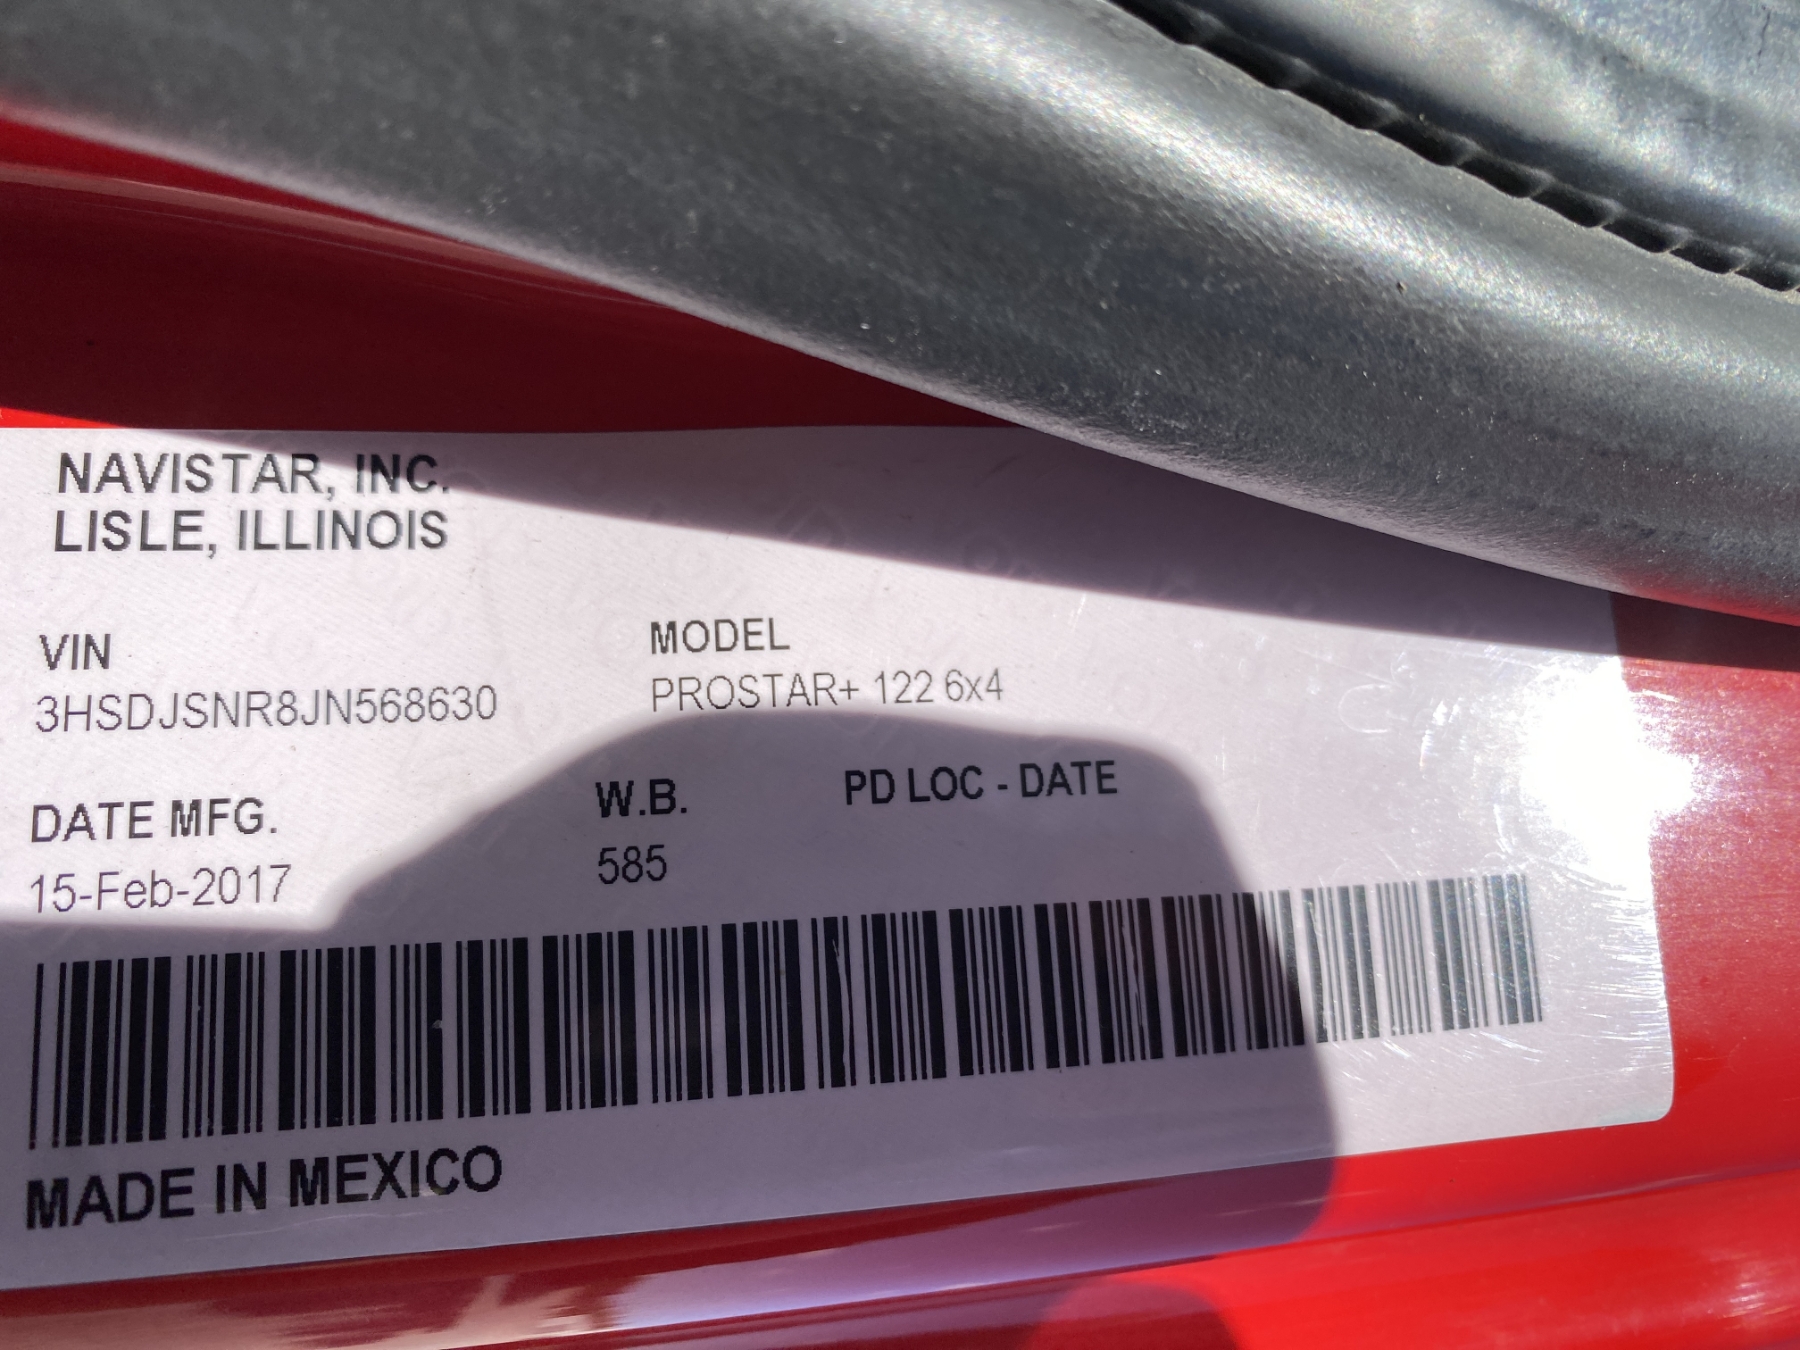 NAVISTAR, INC.
LISLE, ILLINOIS
VIN
3HSDJSNR8JN568630
MODEL
PROSTAR+ 122 6x4
DATE MFG.
15-Feb-2017
W.B.
585
PD LOC - DATE
MADE IN MEXICO